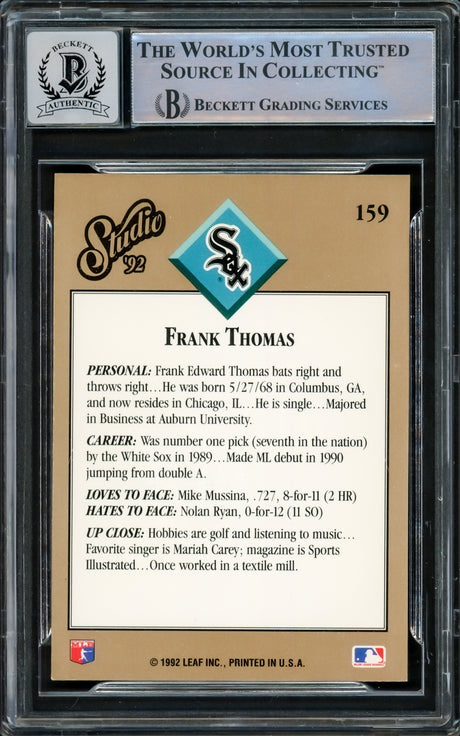 BECKETT
B
AUTHENTIC
THE WORLD'S MOST TRUSTED
SOURCE IN COLLECTING™
B BECKETT GRADING SERVICES
Studio
'92
Sox
159
FRANK THOMAS
PERSONAL: Frank Edward Thomas bats right and
throws right...He was born 5/27/68 in Columbus, GA,
and now resides in Chicago, IL...He is single...Majored
in Business at Auburn University.
CAREER: Was number one pick (seventh in the nation)
by the White Sox in 1989...Made ML debut in 1990
jumping from double A.
LOVES TO FACE: Mike Mussina, .727, 8-for-11 (2 HR)
HATES TO FACE: Nolan Ryan, 0-for-12 (11 SO)
UP CLOSE: Hobbies are golf and listening to music...
Favorite singer is Mariah Carey; magazine is Sports
Illustrated...Once worked in a textile mill.
© 1992 LEAF INC., PRINTED IN U.S.A.